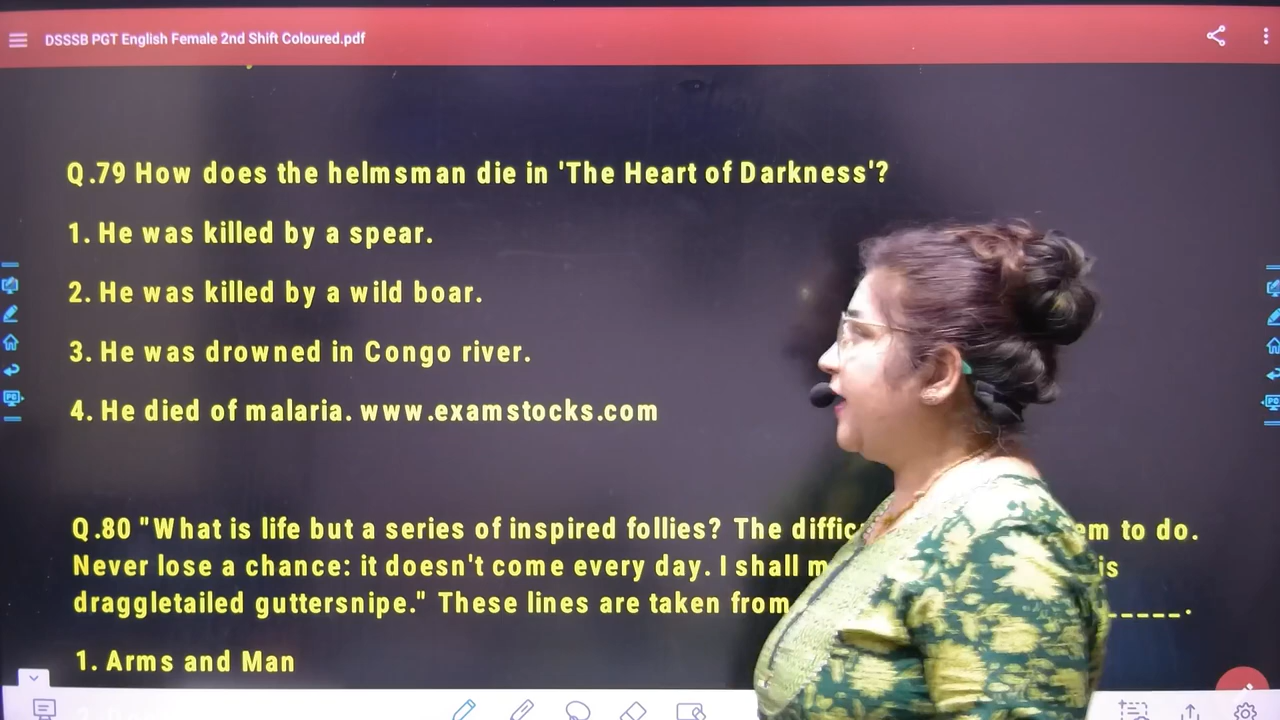 DSSSB PGT English Female 2nd Shift Coloured.pdf
Q.79 How does the helmsman die in 'The Heart of Darkness'?
1. He was killed by a spear.
2. He was killed by a wild boar.
3. He was drowned in Congo river.
4. He died of malaria. www.examstocks.com
Q.80 "What is life but a series of inspired follies? The em to do.
Never lose a chance: it doesn't come every day. I shall is
draggletailed guttersnipe." These lines are taken from _____.
1. Arms and Man
PC
PC